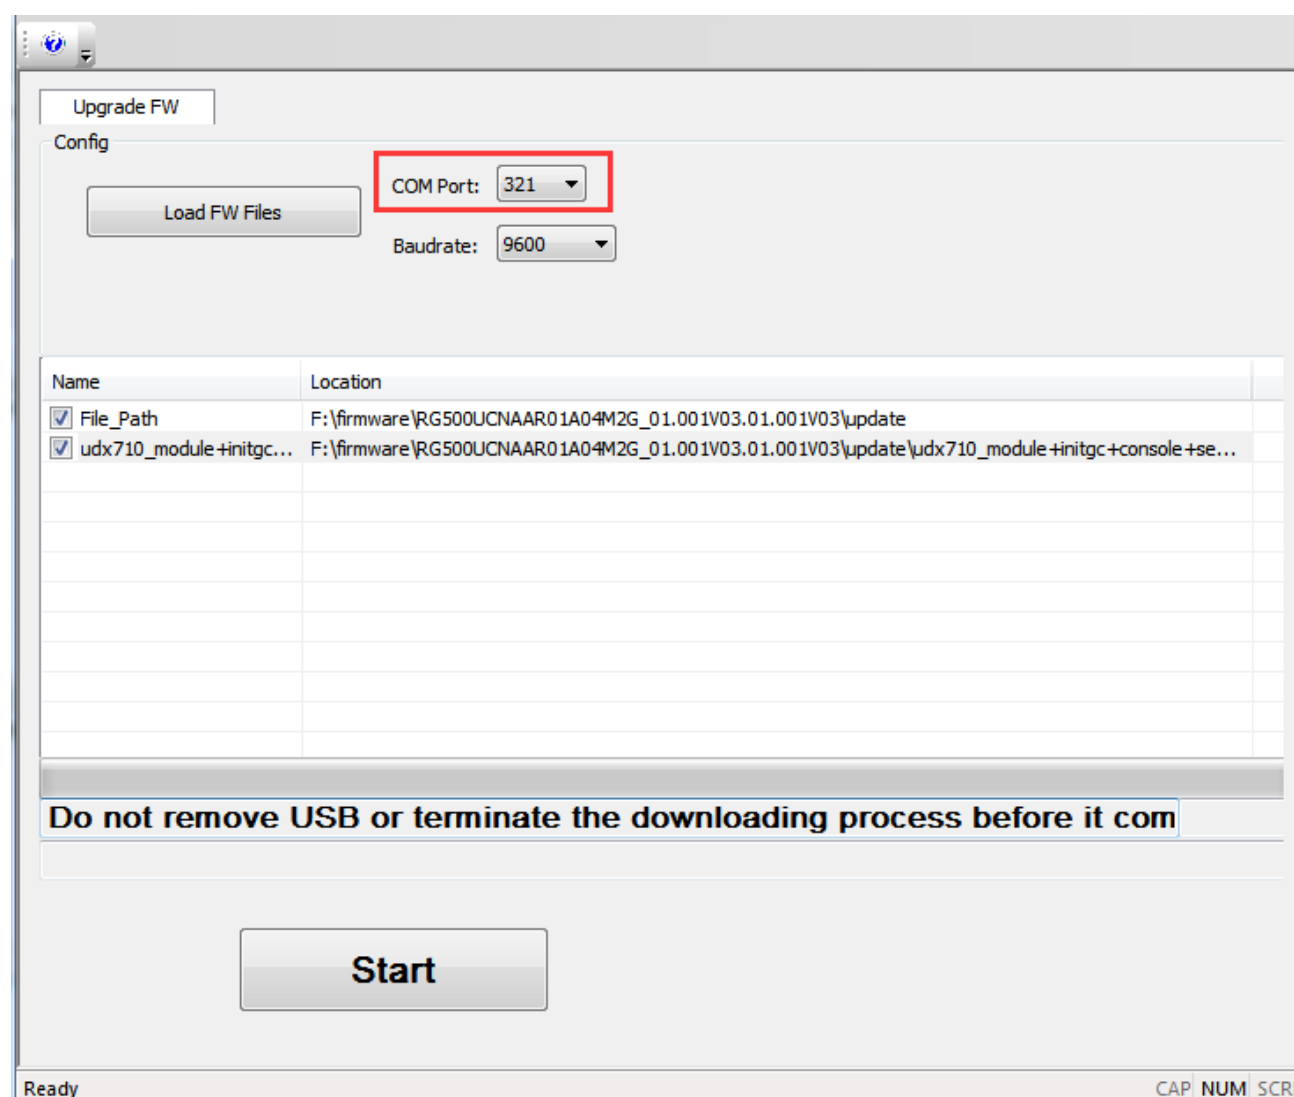 Upgrade FW
Config
Load FW Files
COM Port: 321
Baudrate: 9600
Name Location
File_Path F:\firmware\RG500UCNAAR01A04M2G_01.001V03.01.001V03\update
udx710_module+initgc... F:\firmware\RG500UCNAAR01A04M2G_01.001V03.01.001V03\update\udx710_module+initgc+console+se...
Do not remove USB or terminate the downloading process before it com
Start
Ready CAP NUM SCR